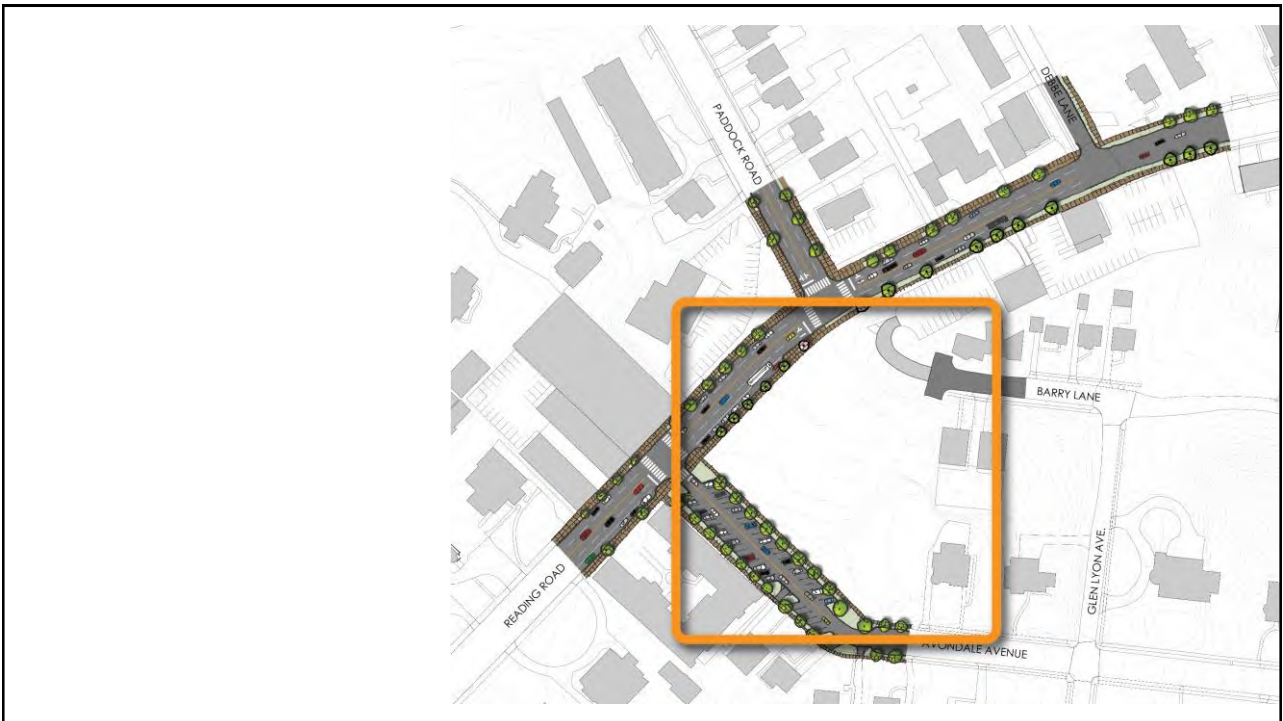 DEBBE LANE
PADDOCK ROAD
BARRY LANE
GLEN LYON AVE.
READING ROAD
AVONDALE AVENUE